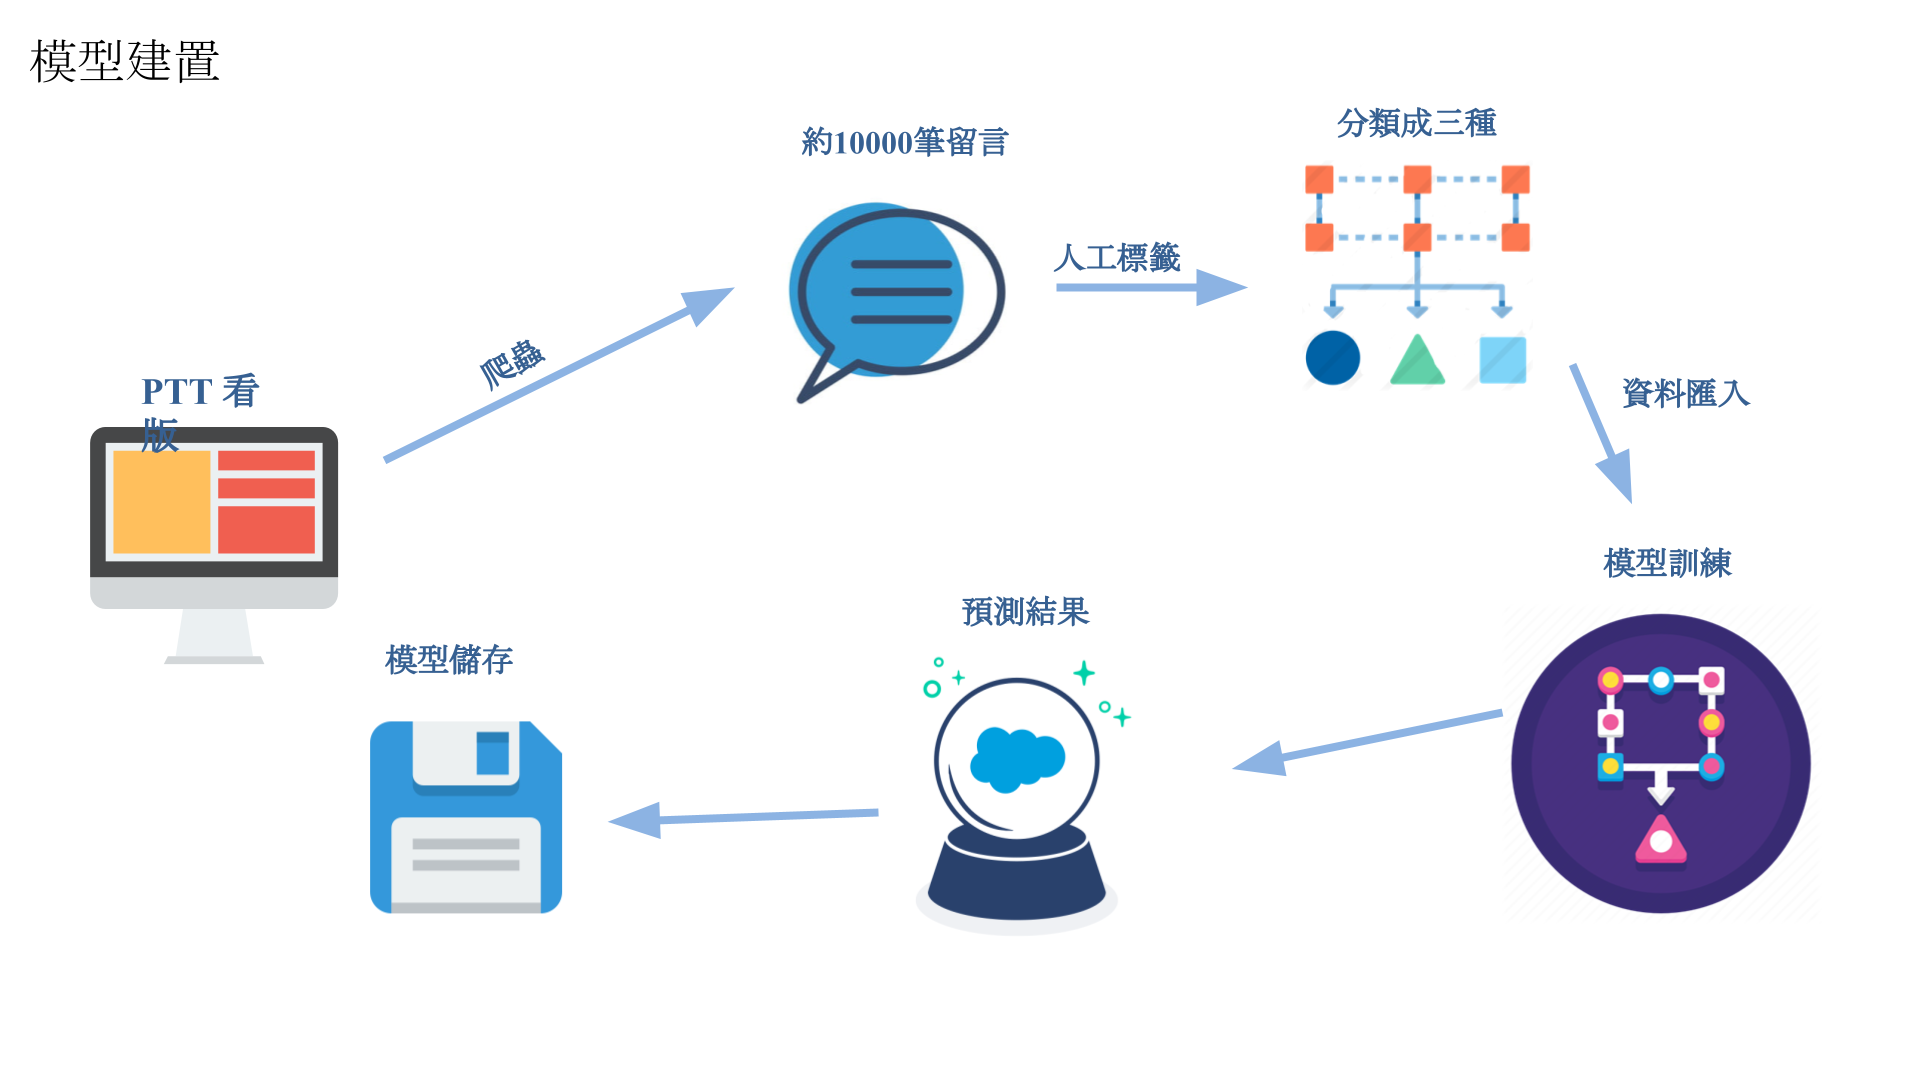 模型建置
PTT 看
版
爬蟲
約10000筆留言
人工標籤
分類成三種
資料匯入
模型訓練
預測結果
模型儲存